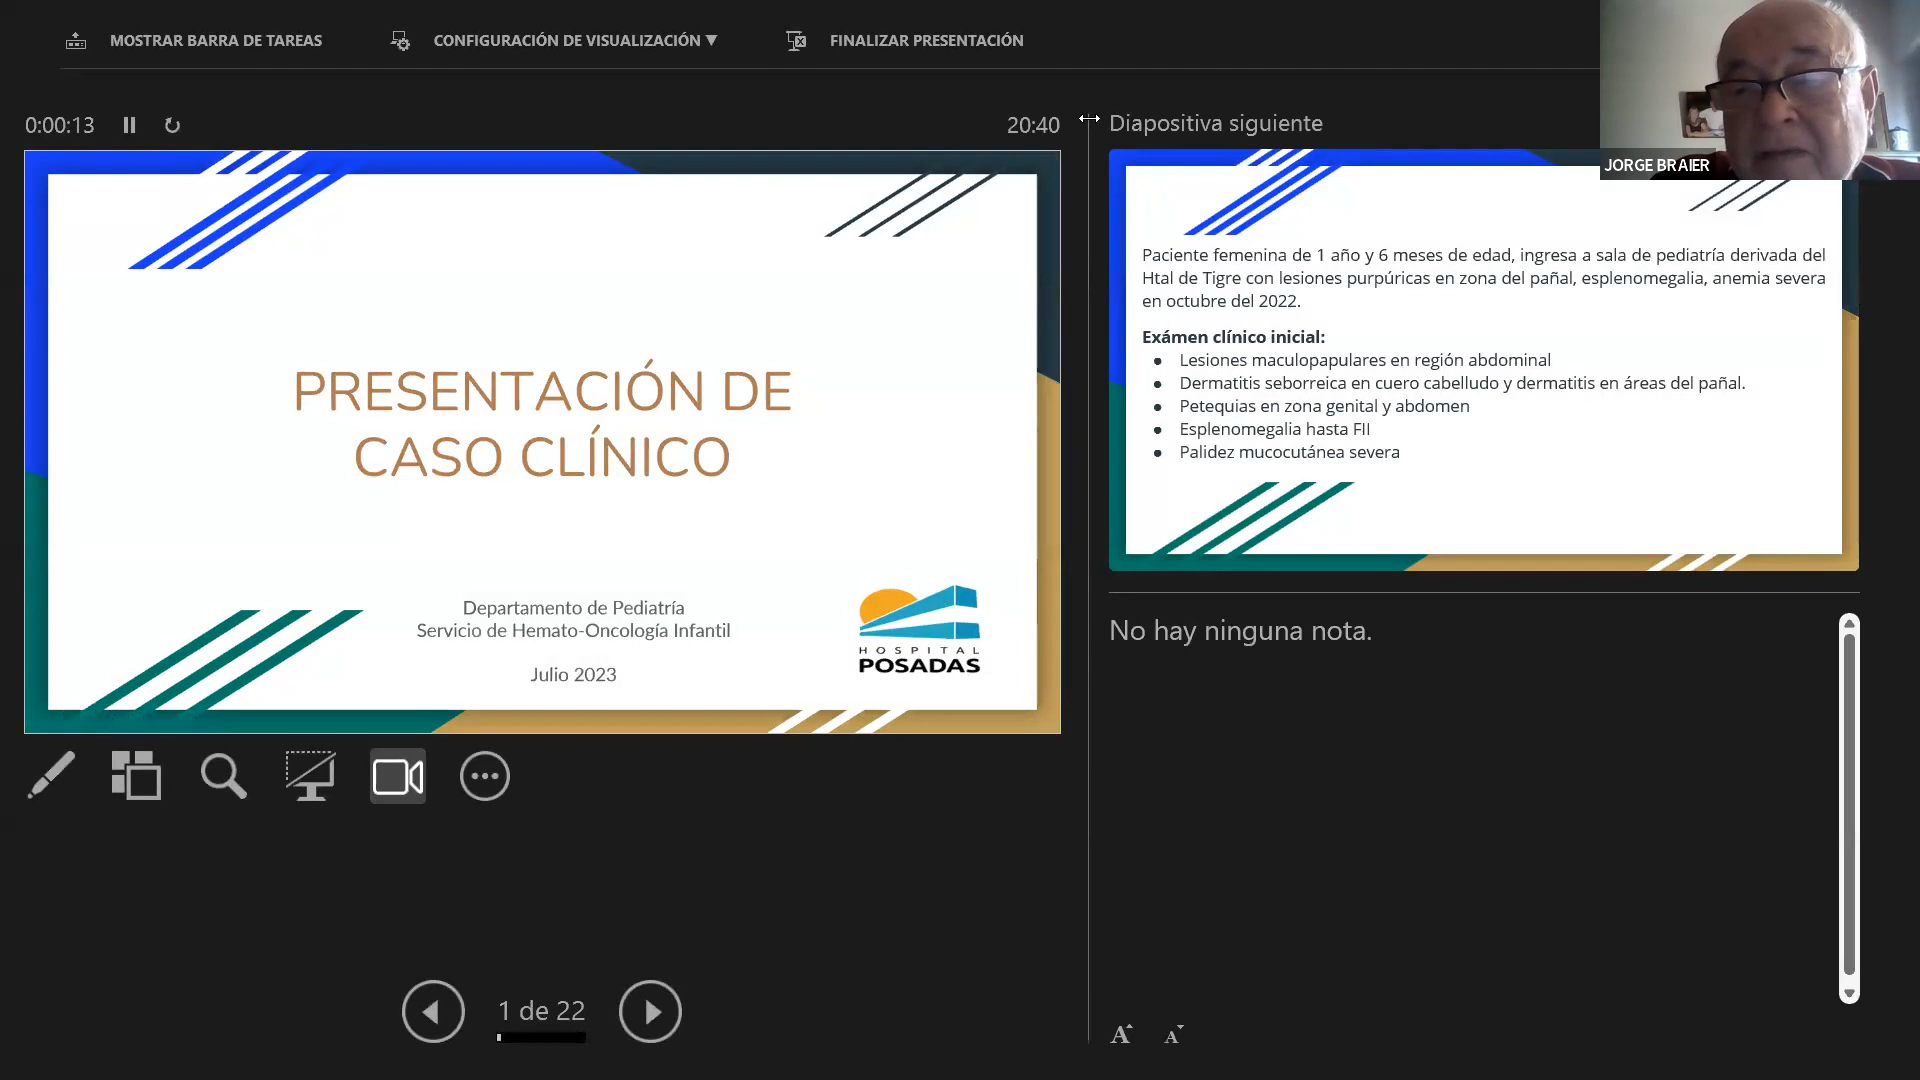 MOSTRAR BARRA DE TAREAS
CONFIGURACIÓN DE VISUALIZACIÓN ▼
FINALIZAR PRESENTACIÓN
0:00:13
20:40
PRESENTACIÓN DE
CASO CLÍNICO
Departamento de Pediatría
Servicio de Hemato-Oncología Infantil
Julio 2023
HOSPITAL
POSADAS
1 de 22
Diapositiva siguiente
JORGE BRAIER
Paciente femenina de 1 año y 6 meses de edad, ingresa a sala de pediatría derivada del
Htal de Tigre con lesiones purpúricas en zona del pañal, esplenomegalia, anemia severa
en octubre del 2022.
Exámen clínico inicial:
● Lesiones maculopapulares en región abdominal
● Dermatitis seborreica en cuero cabelludo y dermatitis en áreas del pañal.
● Petequias en zona genital y abdomen
● Esplenomegalia hasta FII
● Palidez mucocutánea severa
No hay ninguna nota.
A A